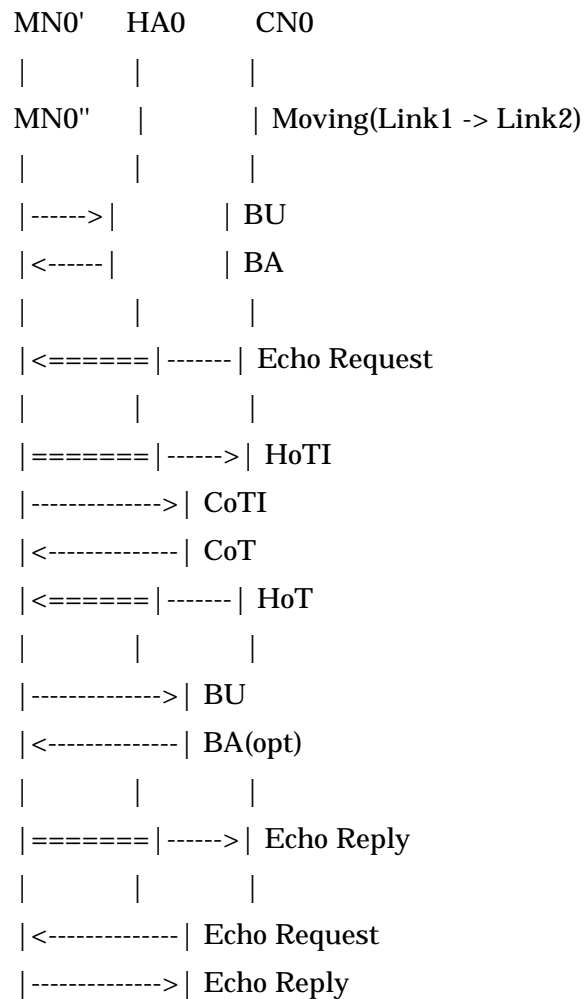 MN0' HA0 CN0
| | |
MN0'' | | Moving(Link1 -> Link2)
| | |
|------>| | BU
|<------| | BA
| | |
|<======|-------| Echo Request
| | |
|=======|------>| HoTI
|-------------->| CoTI
|<--------------| CoT
|<======|-------| HoT
| | |
|-------------->| BU
|<--------------| BA(opt)
| | |
|=======|------>| Echo Reply
| | |
|<--------------| Echo Request
|-------------->| Echo Reply